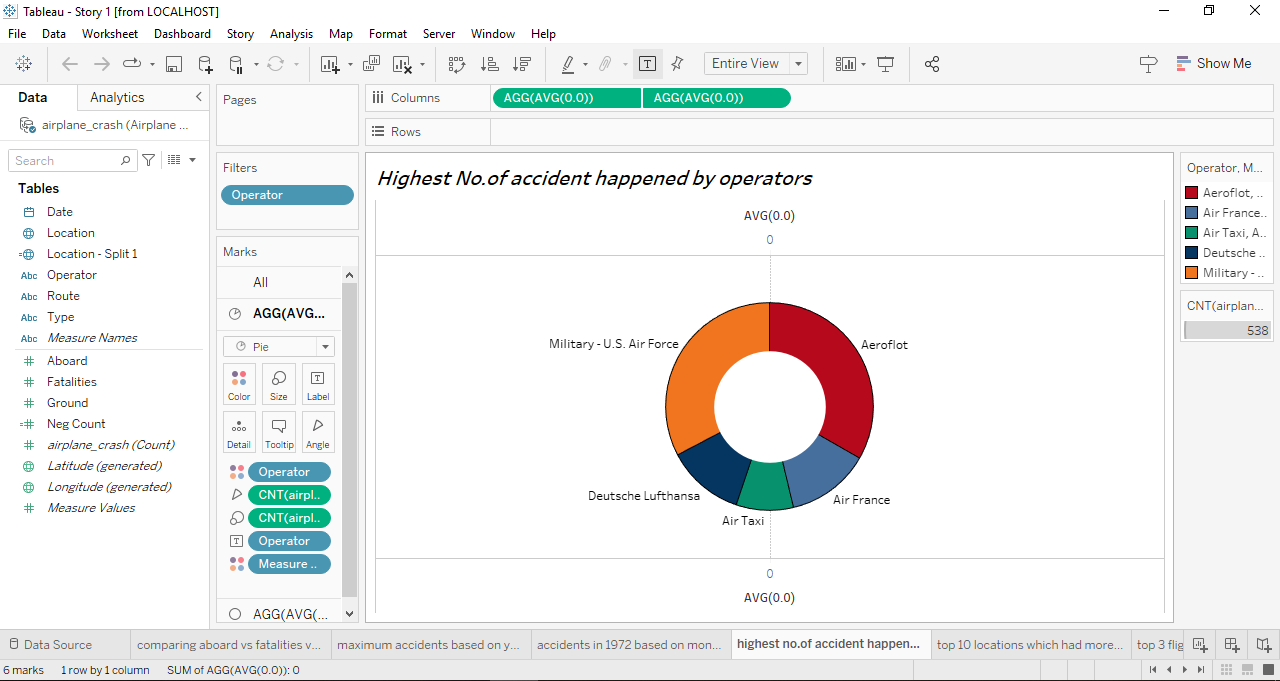 Tableau - Story 1 [from LOCALHOST]
File Data Worksheet Dashboard Story Analysis Map Format Server Window Help
Entire View
Show Me
Data
Analytics
airplane_crash (Airplane ...
Search
Tables
Date
Location
Location - Split 1
Abc Operator
Abc Route
Abc Type
Abc Measure Names
Aboard
Fatalities
Ground
Neg Count
airplane_crash (Count)
Latitude (generated)
Longitude (generated)
Measure Values
Pages
Filters
Operator
Marks
All
AGG(AVG...
Pie
Color Size Label
Detail Tooltip Angle
Operator
CNT(airpl..
CNT(airpl..
Operator
Measure ..
AGG(AVG(...
Columns AGG(AVG(0.0)) AGG(AVG(0.0))
Rows
Highest No.of accident happened by operators
AVG(0.0)
0
Military - U.S. Air Force
Aeroflot
Deutsche Lufthansa
Air France
Air Taxi
0
AVG(0.0)
Operator, M...
Aeroflot, ..
Air France..
Air Taxi, A..
Deutsche ..
Military - ..
CNT(airplan...
538
Data Source comparing aboard vs fatalities v... maximum accidents based on y... accidents in 1972 based on mon... highest no.of accident happen... top 10 locations which had more... top 3 flig
6 marks 1 row by 1 column SUM of AGG(AVG(0.0)): 0